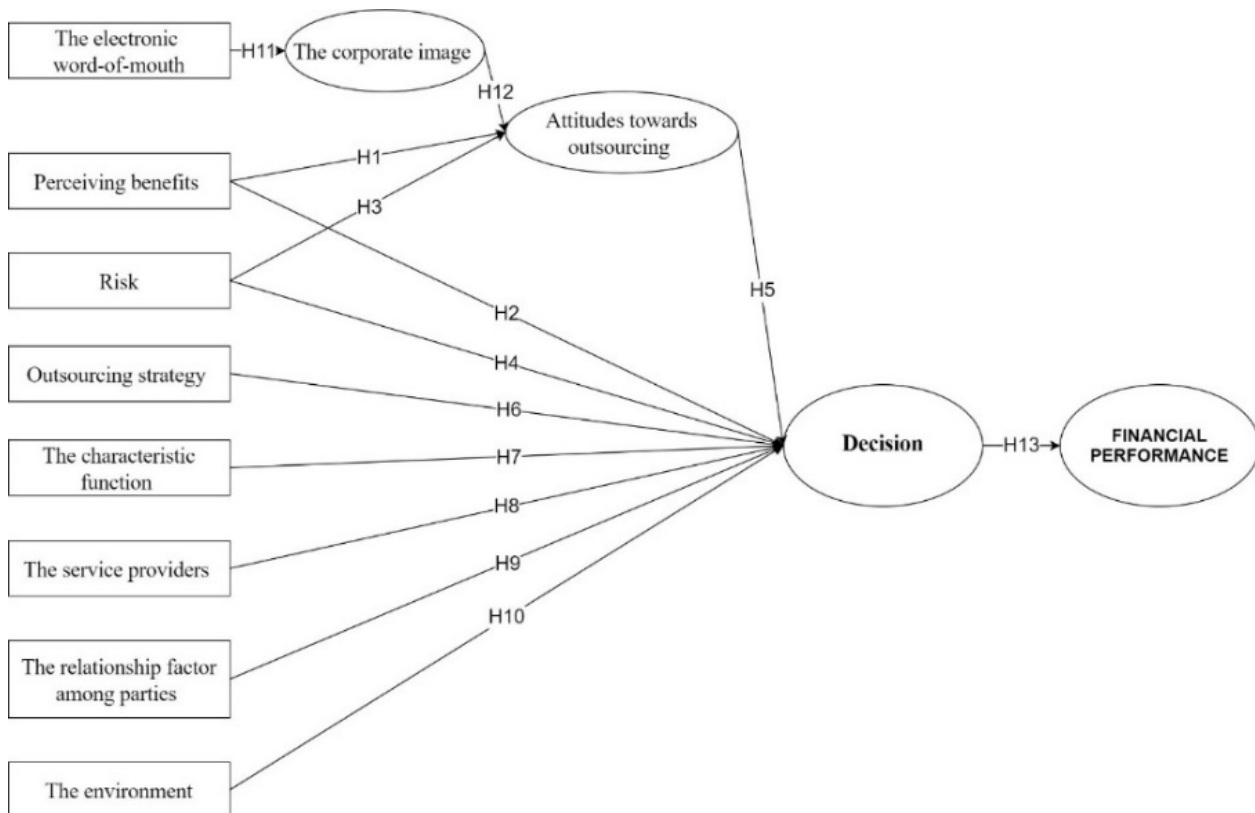 The electronic
word-of-mouth
H11
The corporate image
H12
Attitudes towards
outsourcing
Perceiving benefits
H1
H3
Risk
H2
H5
H4
Outsourcing strategy
H6
The characteristic
function
H7
Decision
H13
FINANCIAL
PERFORMANCE
H8
The service providers
H9
H10
The relationship factor
among parties
The environment